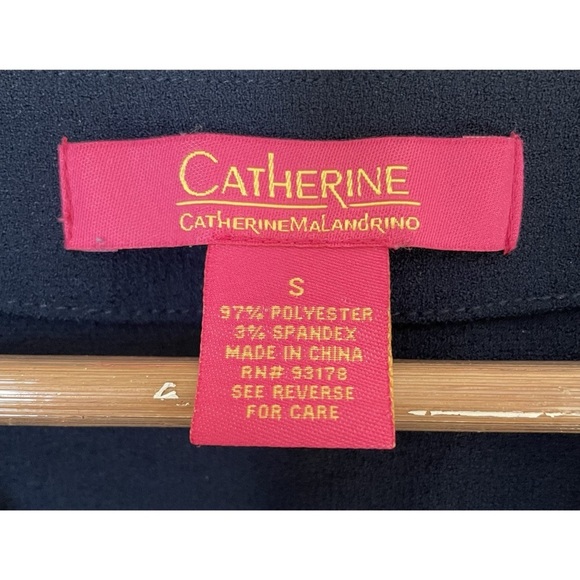 CATHERINE
CATHERINEMALANDRINO
S
97% POLYESTER
3% SPANDEX
MADE IN CHINA
RN# 93178
SEE REVERSE
FOR CARE